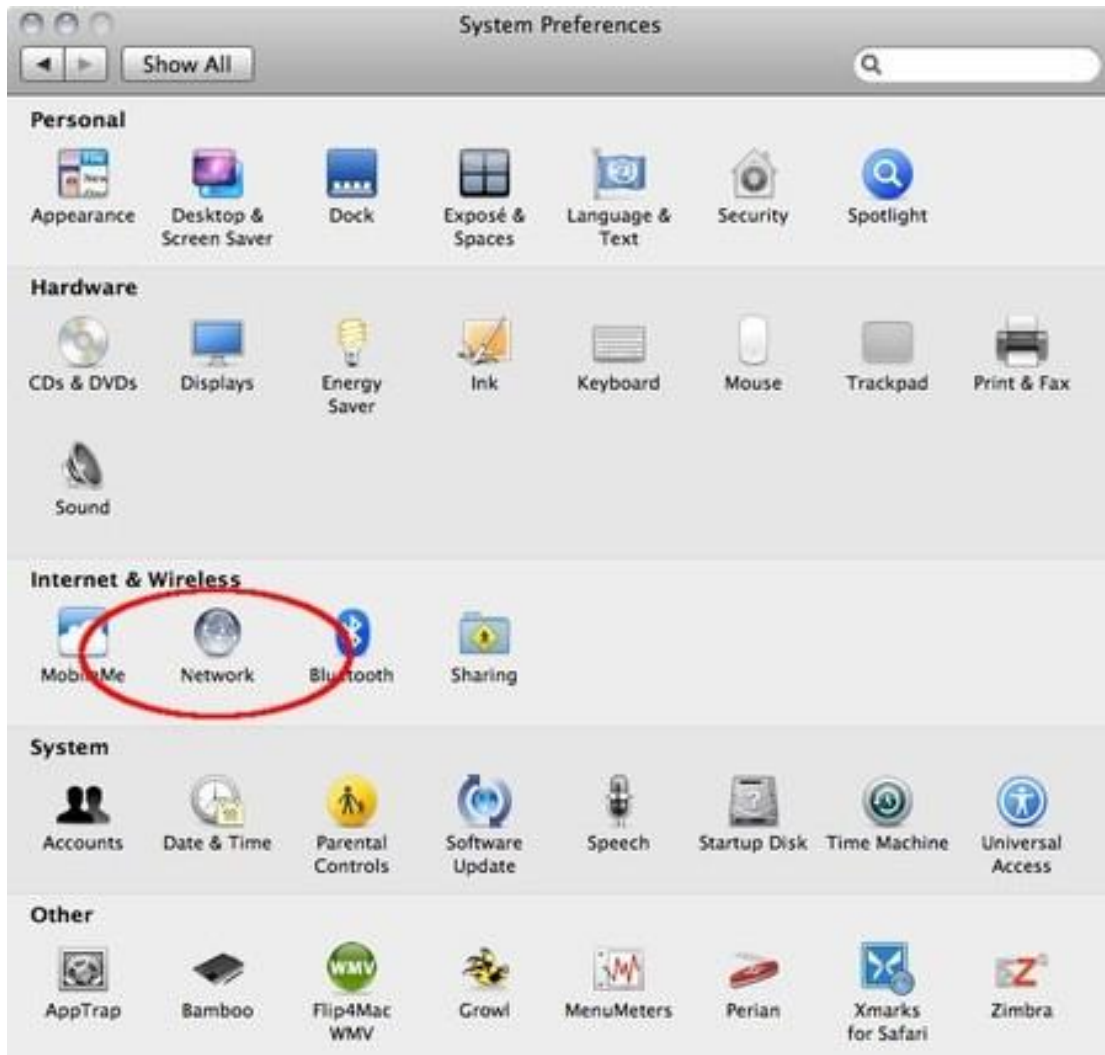 System Preferences
Show All
Personal
Appearance
Desktop &
Screen Saver
Dock
Exposé &
Spaces
Language &
Text
Security
Spotlight
Hardware
CDs & DVDs
Displays
Energy
Saver
Ink
Keyboard
Mouse
Trackpad
Print & Fax
Sound
Internet & Wireless
MobileMe
Network
Bluetooth
Sharing
System
Accounts
Date & Time
Parental
Controls
Software
Update
Speech
Startup Disk
Time Machine
Universal
Access
Other
AppTrap
Bamboo
WMV
Flip4Mac
WMV
Growl
MenuMeters
Perian
Xmarks
for Safari
Z
Zimbra